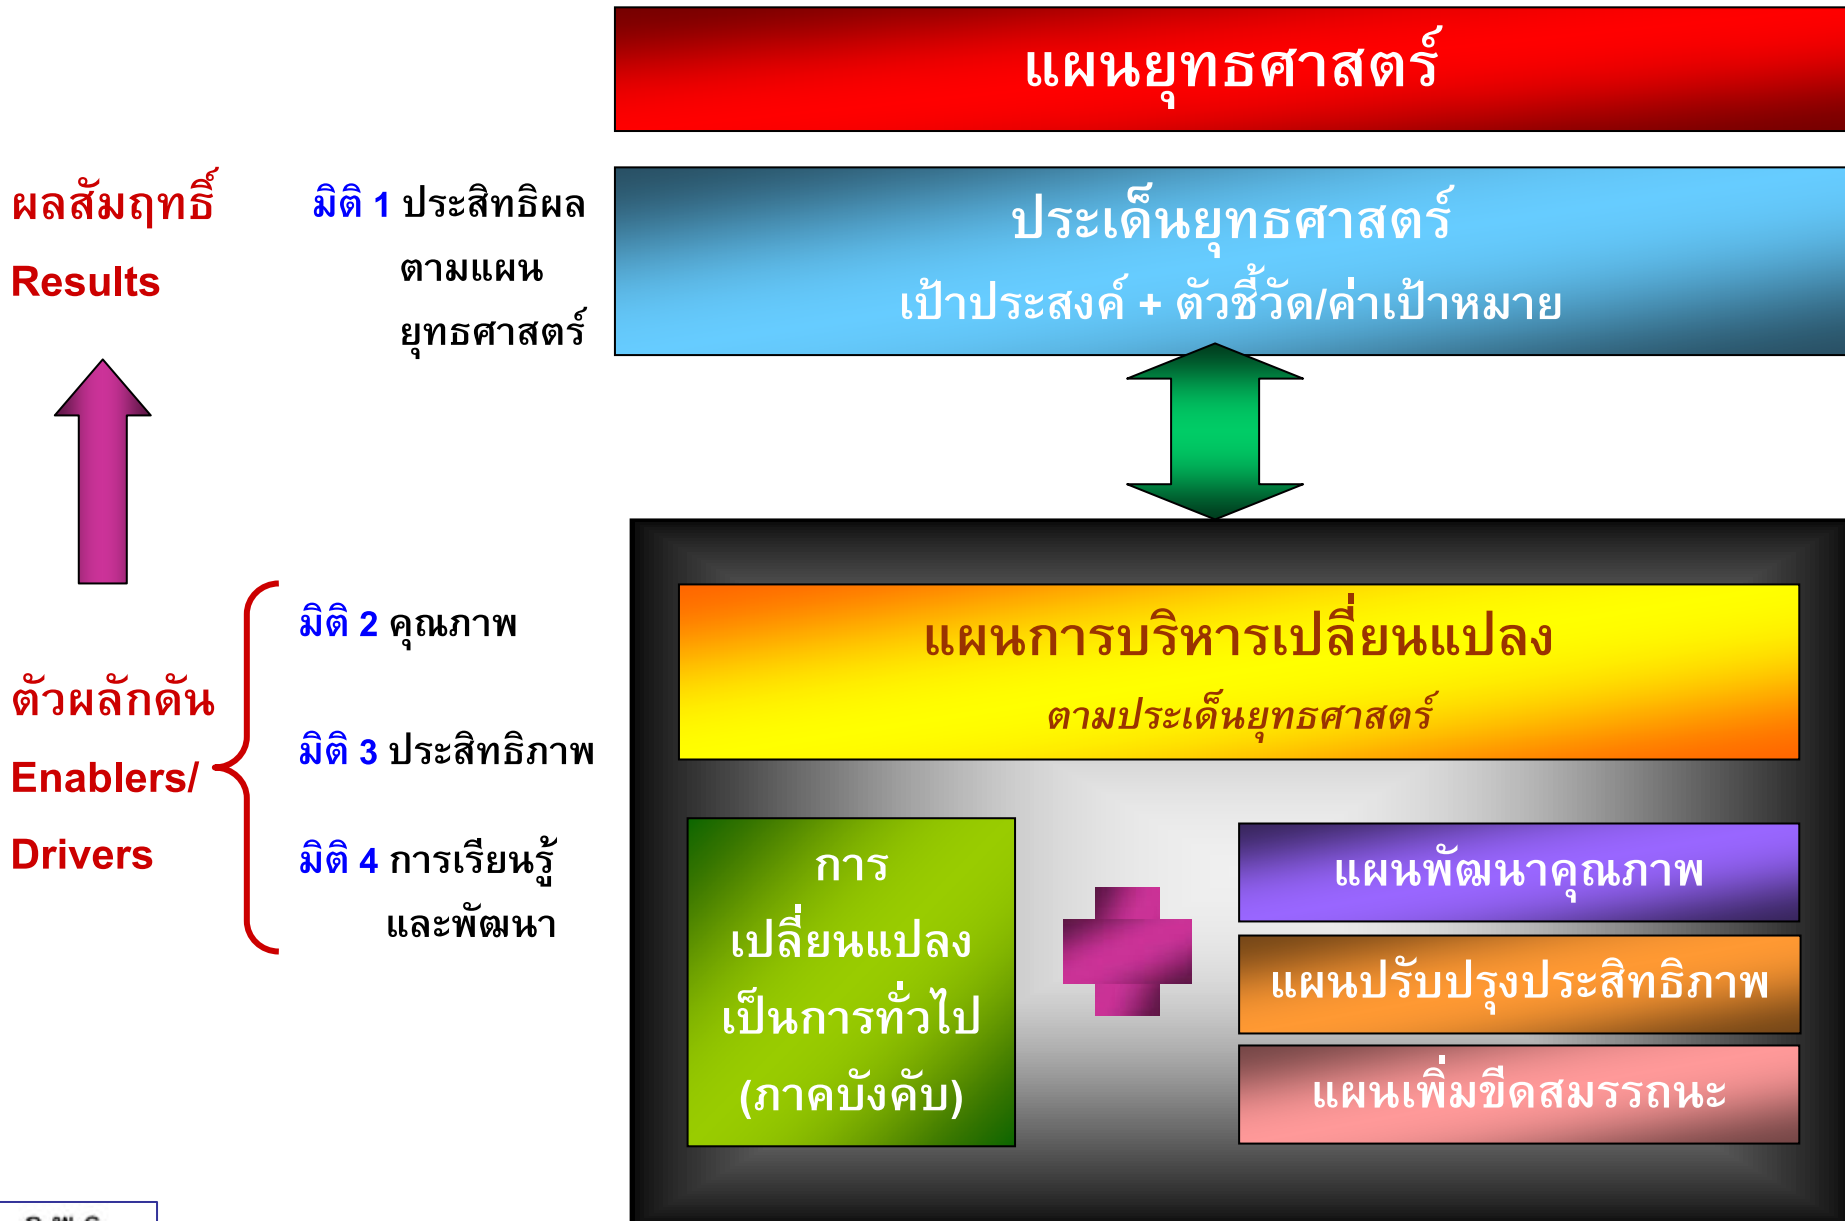 แผนยุทธศาสตร์
ผลสัมฤทธิ์
Results
มิติ 1 ประสิทธิผล
ตามแผน
ยุทธศาสตร์
ประเด็นยุทธศาสตร์
เป้าประสงค์ + ตัวชี้วัด/ค่าเป้าหมาย
ตัวผลักดัน
Enablers/
Drivers
มิติ 2 คุณภาพ
มิติ 3 ประสิทธิภาพ
มิติ 4 การเรียนรู้
และพัฒนา
แผนการบริหารเปลี่ยนแปลง
ตามประเด็นยุทธศาสตร์
การ
เปลี่ยนแปลง
เป็นการทั่วไป
(ภาคบังคับ)
แผนพัฒนาคุณภาพ
แผนปรับปรุงประสิทธิภาพ
แผนเพิ่มขีดสมรรถนะ